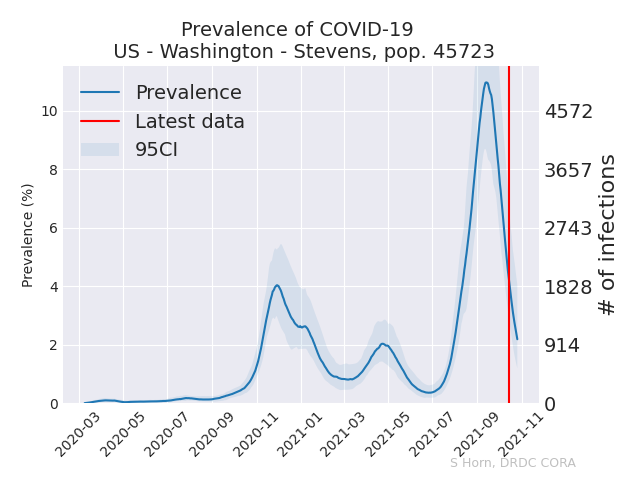 Prevalence of COVID-19
US - Washington - Stevens, pop. 45723
Prevalence
Latest data
95CI
Prevalence (%)
10
8
6
4
2
0
4572
3657
2743
1828
914
0
# of infections
2020-03
2020-05
2020-07
2020-09
2020-11
2021-01
2021-03
2021-05
2021-07
2021-09
2021-11
S Horn, DRDC CORA